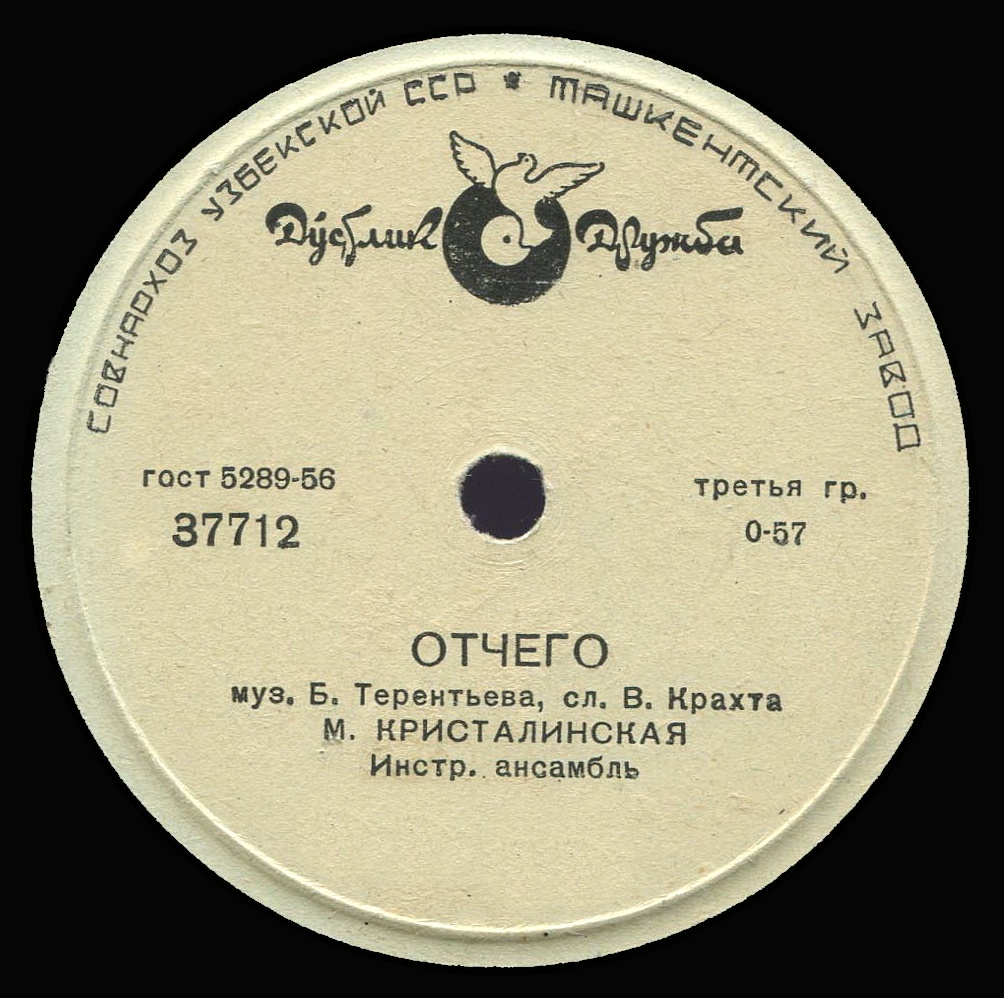 СОВНАРХОЗ УЗБЕКСКОЙ ССР * ТАШКЕНТСКИЙ ЗАВОД
Дӯстлик Дружба
гост 5289-56
37712
третья гр.
0-57
ОТЧЕГО
муз. Б. Терентьева, сл. В. Крахта
М. КРИСТАЛИНСКАЯ
Инстр. ансамбль